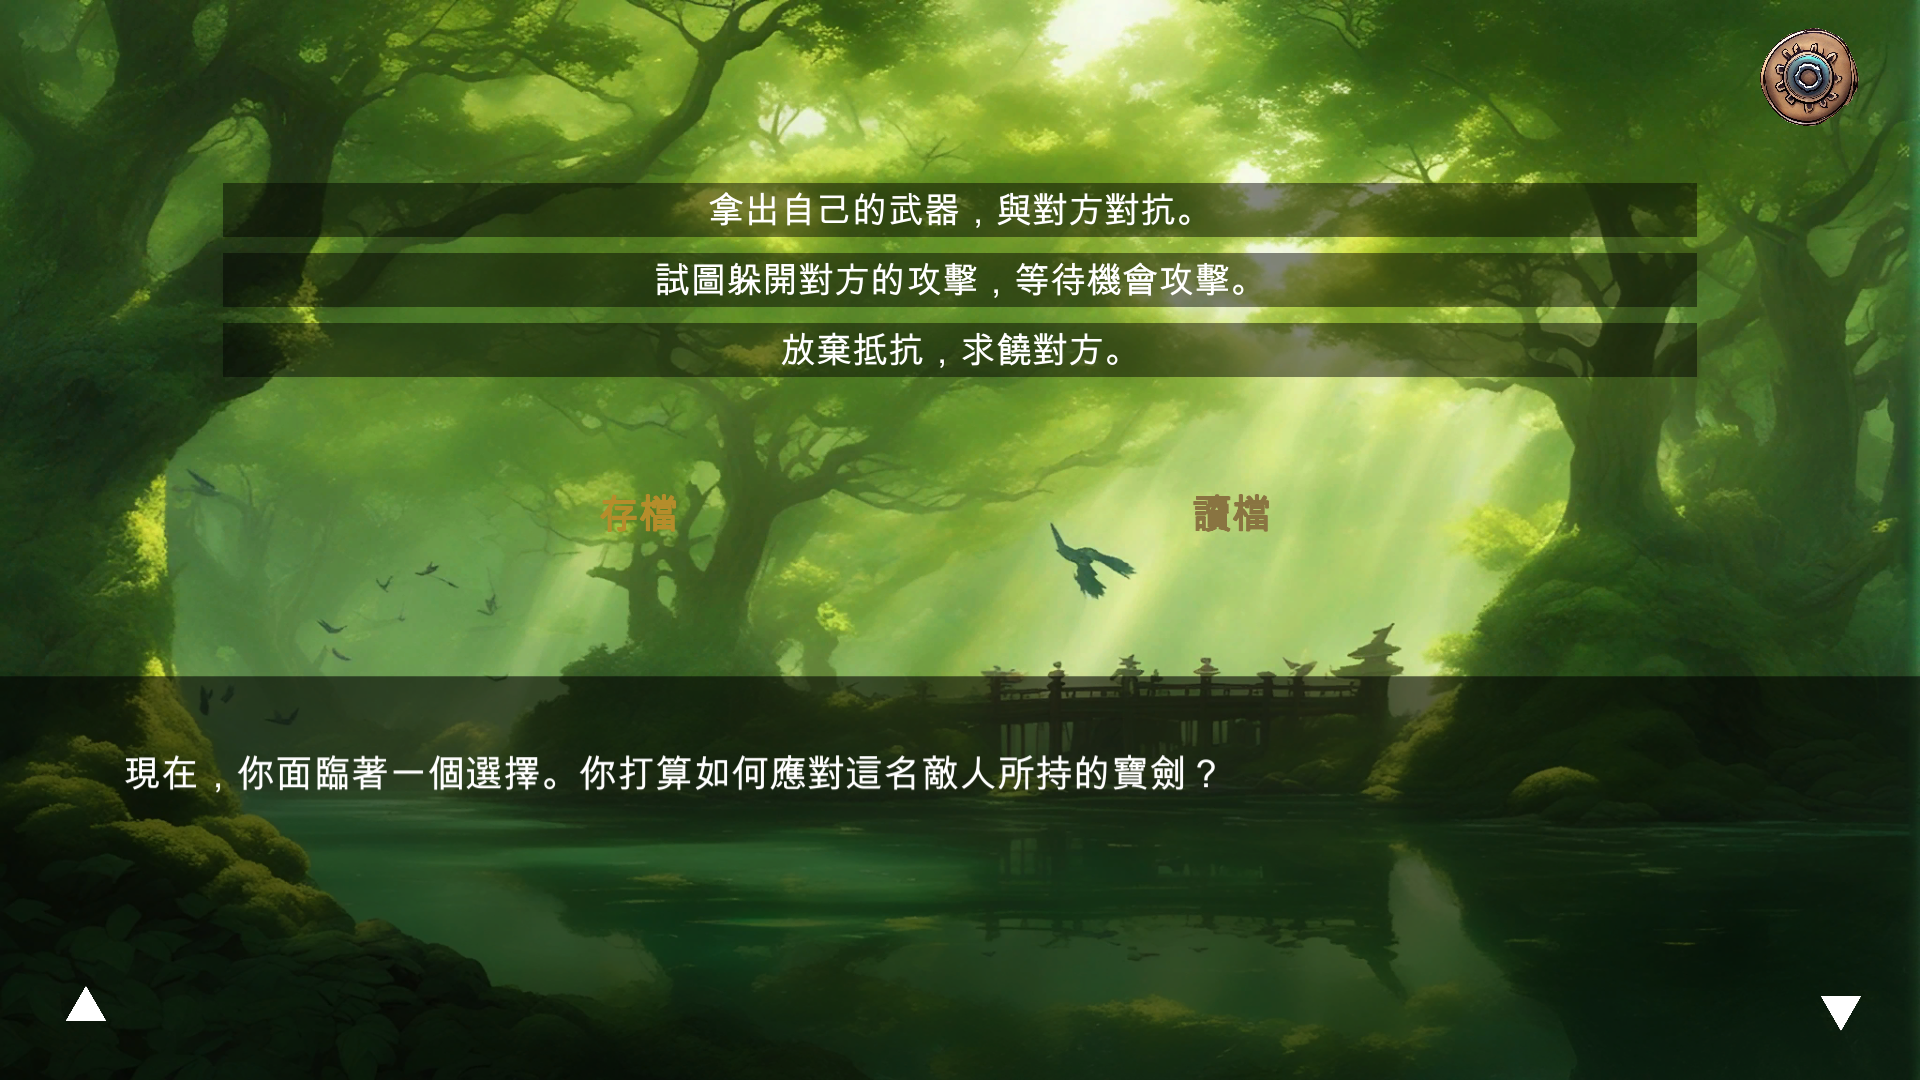 拿出自己的武器，與對方對抗。
試圖躲開對方的攻擊，等待機會攻擊。
放棄抵抗，求饒對方。
存檔
讀檔
現在，你面臨著一個選擇。你打算如何應對這名敵人所持的寶劍？